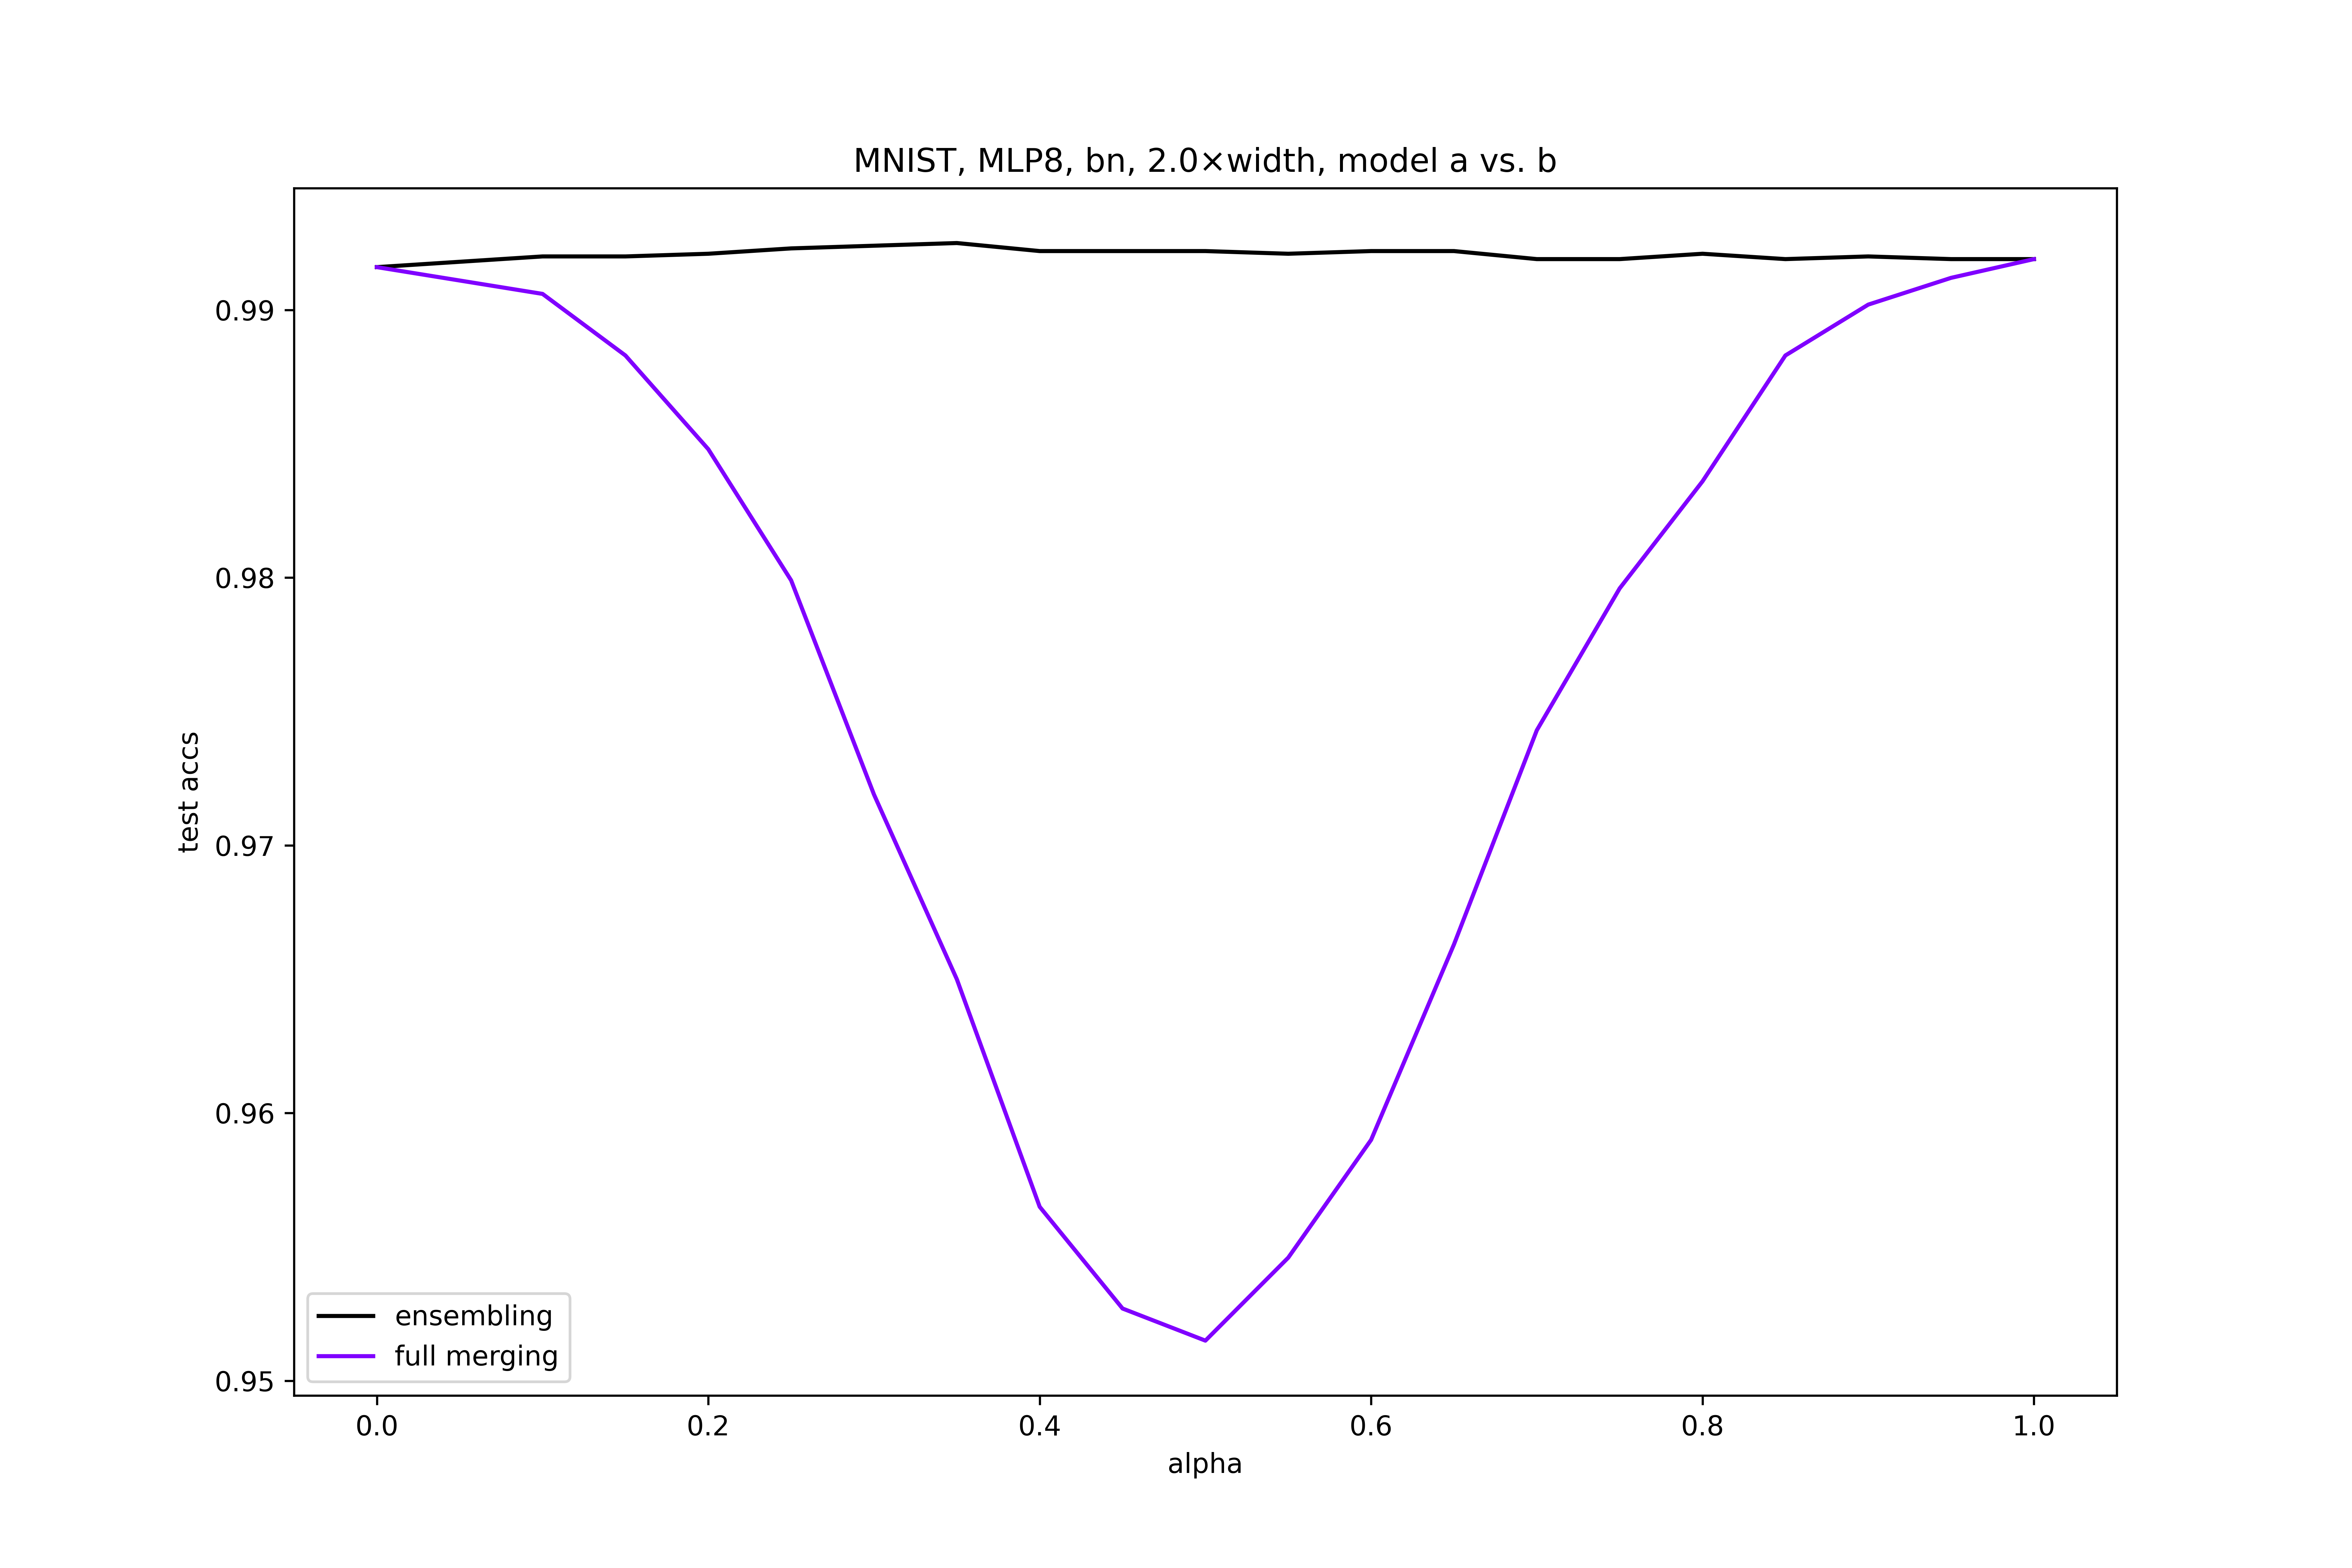 MNIST, MLP8, bn, 2.0×width, model a vs. b
test accs
0.99
0.98
0.97
0.96
0.95
ensembling
full merging
0.0 0.2 0.4 0.6 0.8 1.0
alpha